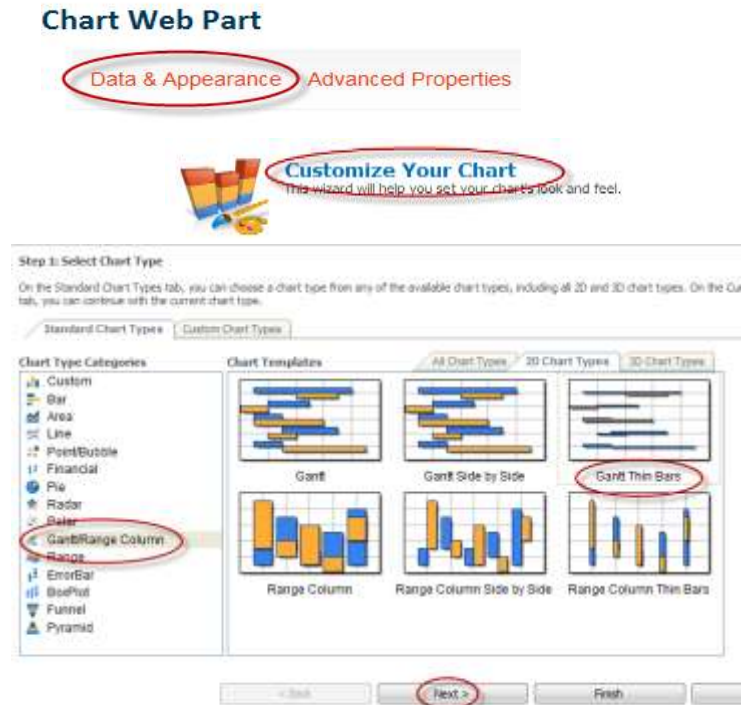 Chart Web Part
Data & Appearance Advanced Properties
Customize Your Chart
This wizard will help you set your chart's look and feel.
Step 1: Select Chart Type
On the Standard Chart Types tab, you can choose a chart type from any of the available chart types, including all 2D and 3D chart types. On the
tab, you can continue with the current chart type.
Standard Chart Types Custom Chart Types
Chart Type Categories Chart Templates All Chart Types 2D Chart Types 3D Chart Types
Custom
Bar
Area
Line
Point/Bubble
Financial
Pie
Radar
Polar
Gantt/Range Column
Range
ErrorBar
BoxPlot
Funnel
Pyramid
Gantt Gantt Side by Side Gantt Thin Bars
Range Column Range Column Side by Side Range Column Thin Bars
< Back Next > Finish